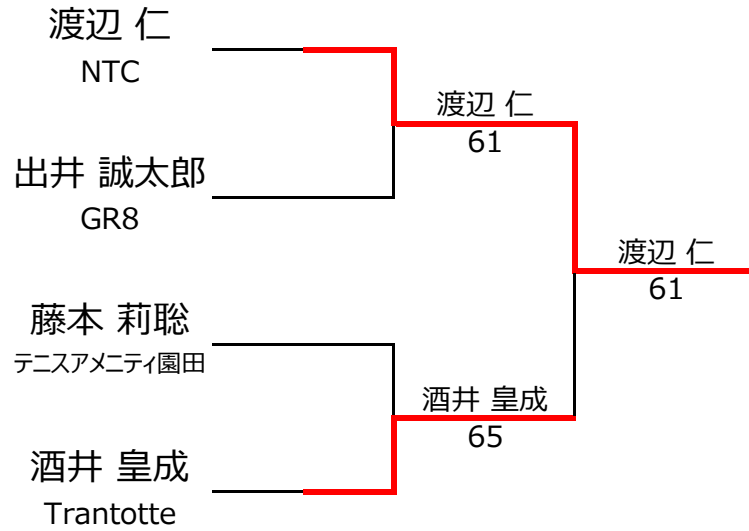 渡辺 仁
NTC
出井 誠太郎
GR8
藤本 莉聡
テニスアメニティ園田
酒井 皇成
Trantotte
渡辺 仁
61
酒井 皇成
65
渡辺 仁
61